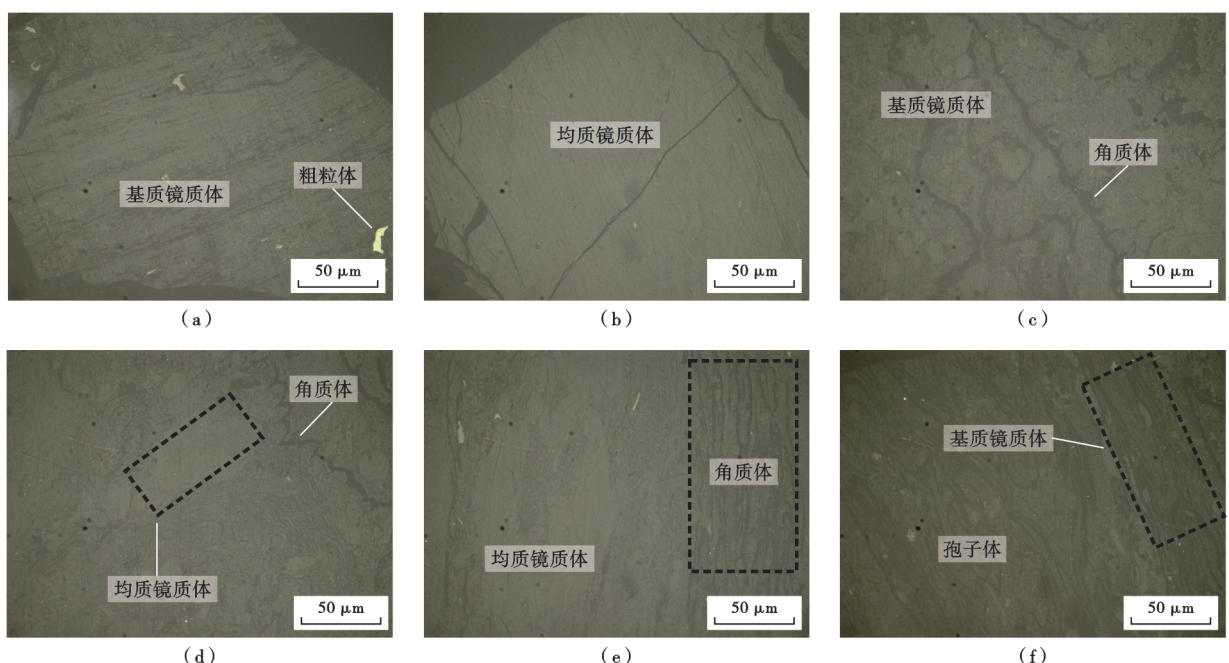 基质镜质体
粗粒体
50 μm
(a)
均质镜质体
50 μm
(b)
基质镜质体
角质体
50 μm
(c)
角质体
均质镜质体
50 μm
(d)
角质体
均质镜质体
50 μm
(e)
基质镜质体
孢子体
50 μm
(f)